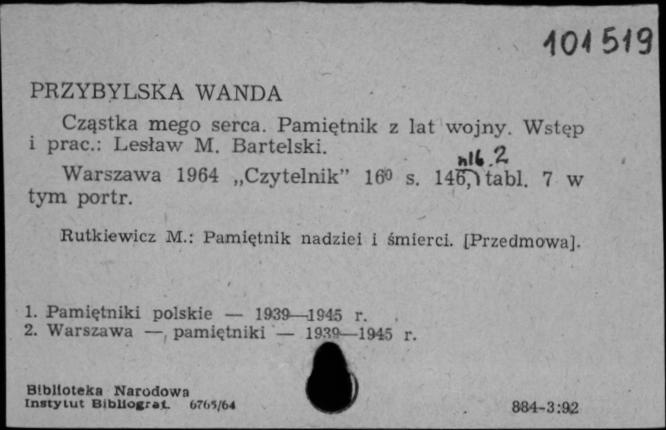 101519
PRZYBYLSKA WANDA
Cząstka mego serca. Pamiętnik z lat wojny. Wstęp
i prac.: Lesław M. Bartelski.
nlb. 2
Warszawa 1964 „Czytelnik” 16⁰ s. 146, tabl. 7 w
tym portr.
Rutkiewicz M.: Pamiętnik nadziei i śmierci. [Przedmowa].
1. Pamiętniki polskie — 1939—1945 r.
2. Warszawa — pamiętniki — 1939—1945 r.
Biblioteka Narodowa
Instytut Bibliograf. 6765/64
884-3:92